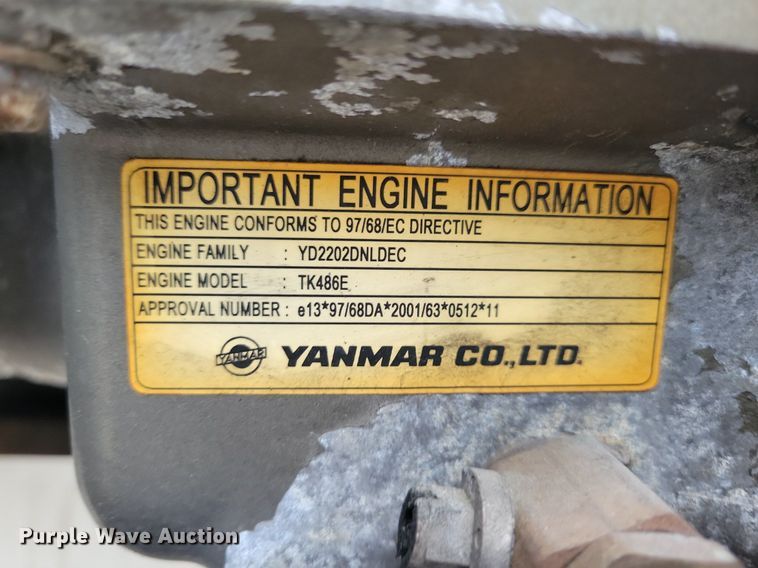 IMPORTANT ENGINE INFORMATION
THIS ENGINE CONFORMS TO 97/68/EC DIRECTIVE
ENGINE FAMILY : YD2202DNLDEC
ENGINE MODEL : TK486E
APPROVAL NUMBER : e13*97/68DA*2001/63*0512*11
YANMAR YANMAR CO.,LTD.
Purple Wave Auction